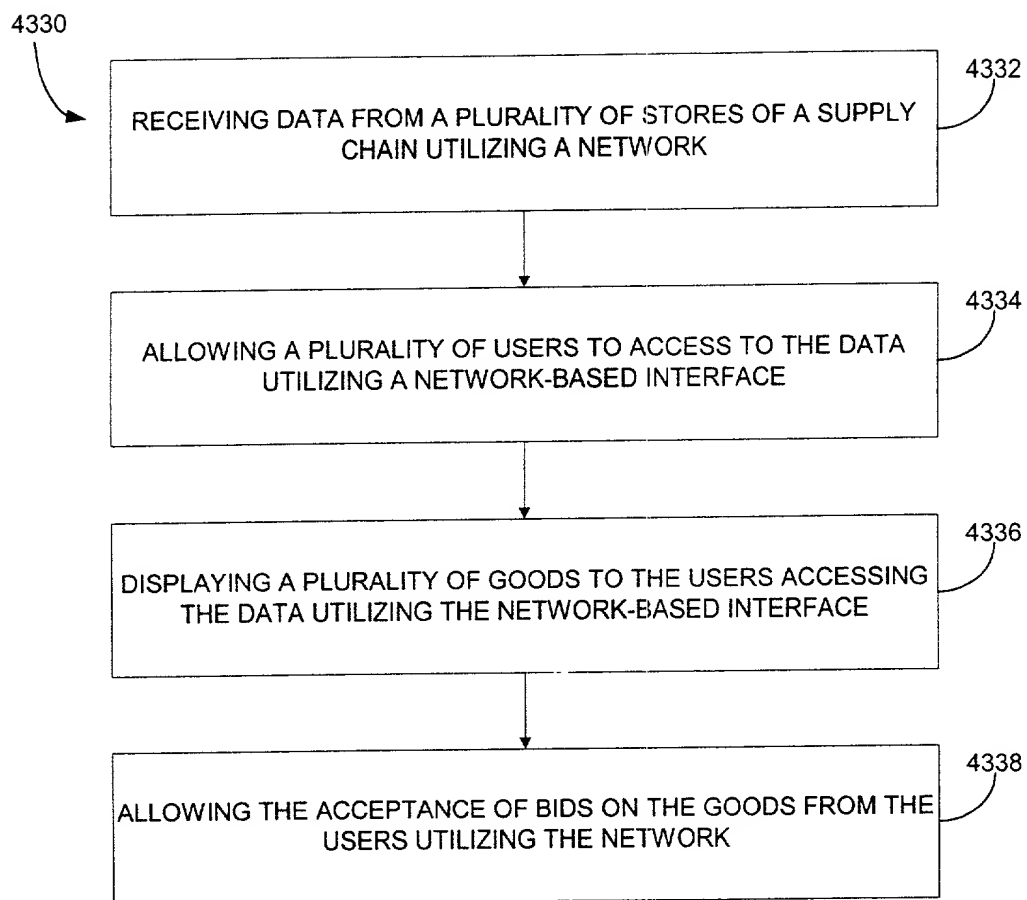 4330
4332
RECEIVING DATA FROM A PLURALITY OF STORES OF A SUPPLY
CHAIN UTILIZING A NETWORK
4334
ALLOWING A PLURALITY OF USERS TO ACCESS TO THE DATA
UTILIZING A NETWORK-BASED INTERFACE
4336
DISPLAYING A PLURALITY OF GOODS TO THE USERS ACCESSING
THE DATA UTILIZING THE NETWORK-BASED INTERFACE
4338
ALLOWING THE ACCEPTANCE OF BIDS ON THE GOODS FROM THE
USERS UTILIZING THE NETWORK